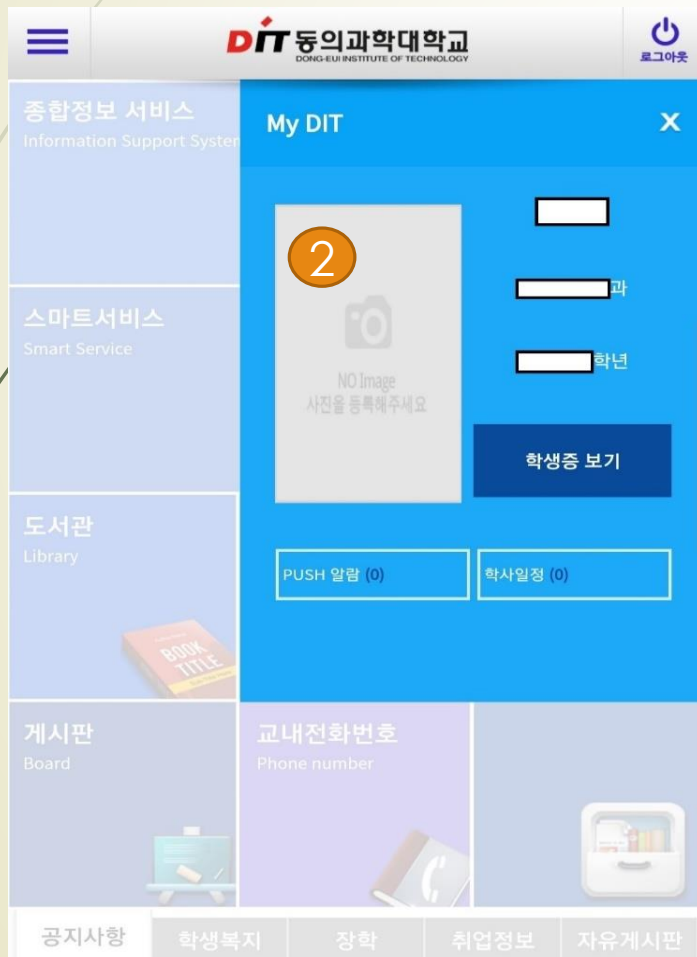 DIT 동의과학대학교
DONG-EUI INSTITUTE OF TECHNOLOGY
로그아웃
종합정보 서비스
Information Support System
My DIT
X
2
NO Image
사진을 등록해주세요
과
학년
학생증 보기
PUSH 알람 (0)
학사일정 (0)
스마트서비스
Smart Service
도서관
Library
BOOK
TITLE
게시판
Board
교내전화번호
Phone number
공지사항
학생복지
장학
취업정보
자유게시판